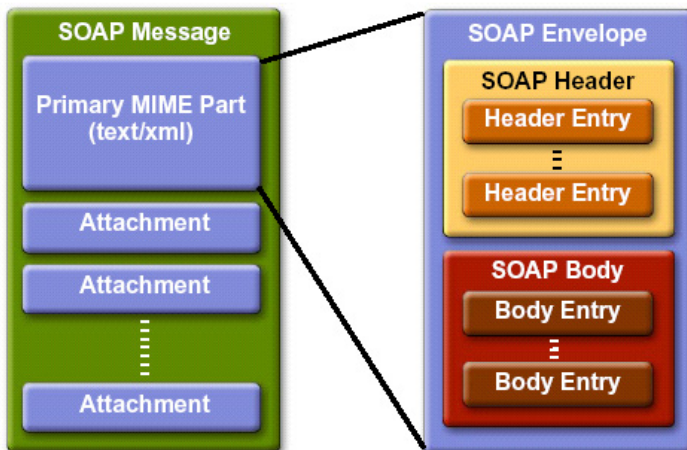 SOAP Message
Primary MIME Part
(text/xml)
Attachment
Attachment
Attachment
SOAP Envelope
SOAP Header
Header Entry
Header Entry
SOAP Body
Body Entry
Body Entry